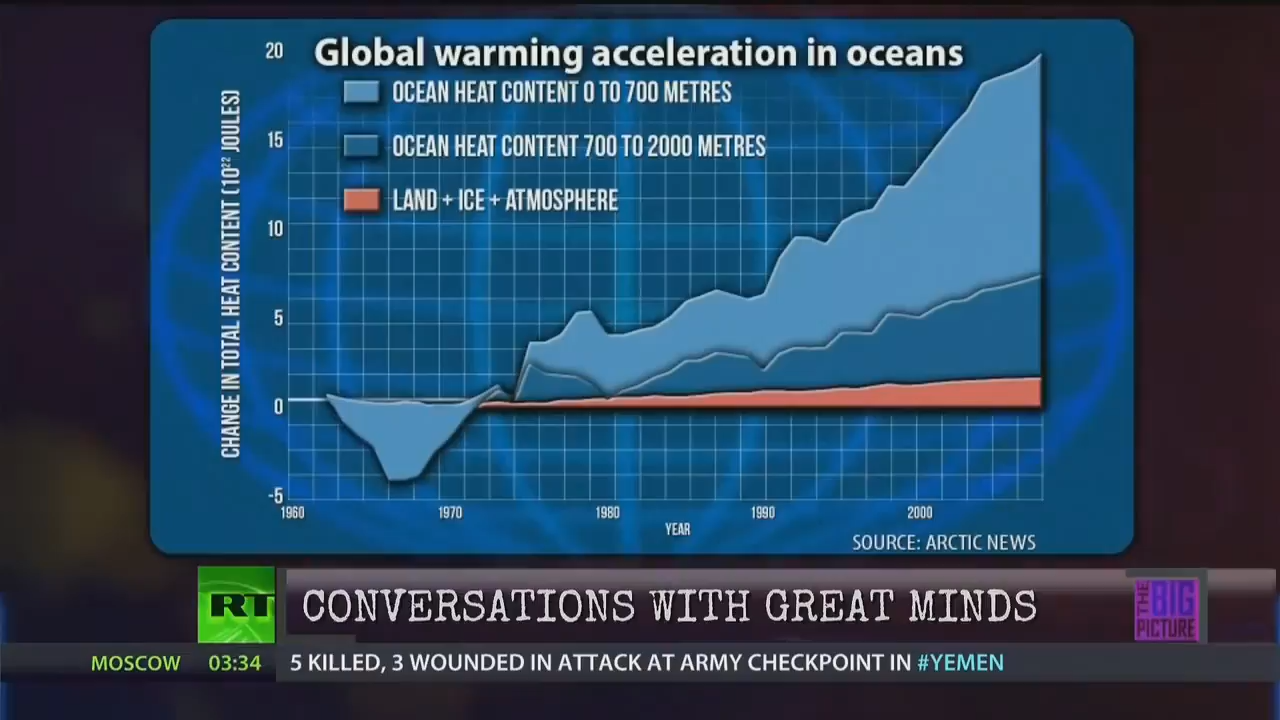 Global warming acceleration in oceans
OCEAN HEAT CONTENT 0 TO 700 METRES
OCEAN HEAT CONTENT 700 TO 2000 METRES
LAND + ICE + ATMOSPHERE
CHANGE IN TOTAL HEAT CONTENT (10²² JOULES)
20
15
10
5
0
-5
1960 1970 1980 1990 2000
YEAR
SOURCE: ARCTIC NEWS
RT CONVERSATIONS WITH GREAT MINDS
THE BIG PICTURE
MOSCOW 03:34 5 KILLED, 3 WOUNDED IN ATTACK AT ARMY CHECKPOINT IN #YEMEN